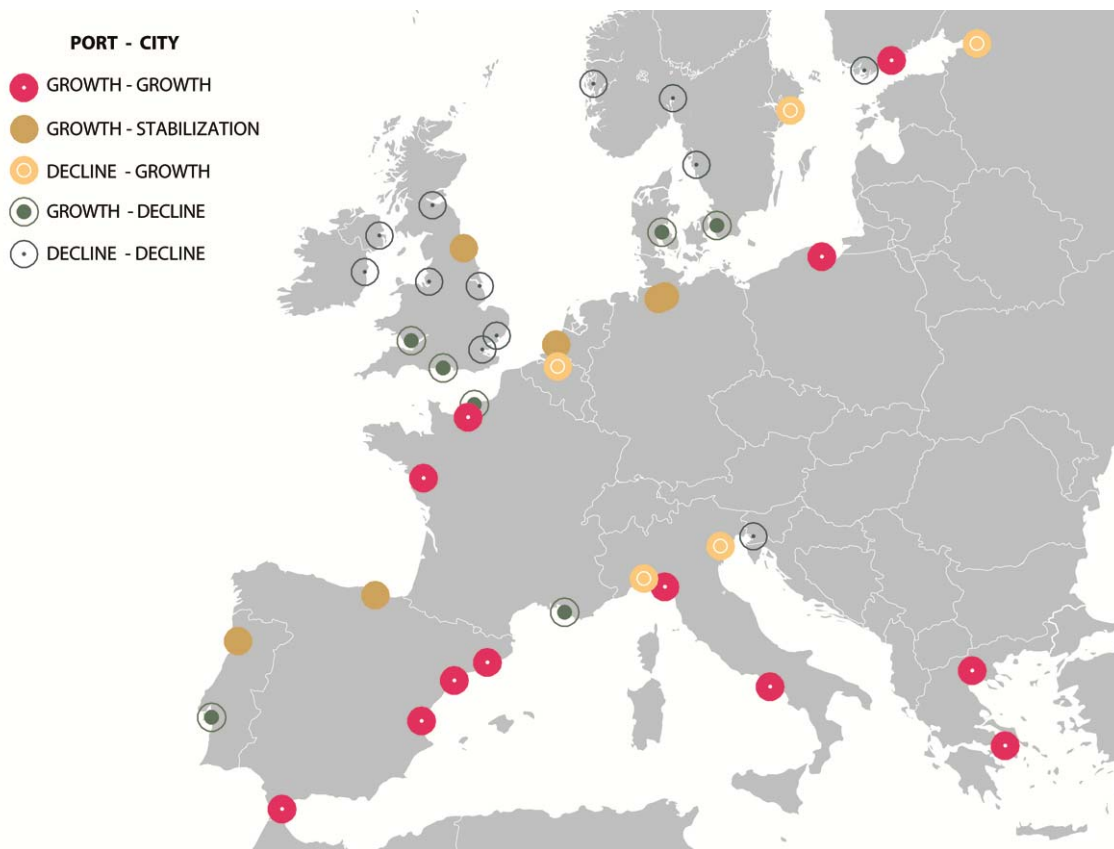 PORT - CITY
GROWTH - GROWTH
GROWTH - STABILIZATION
DECLINE - GROWTH
GROWTH - DECLINE
DECLINE - DECLINE